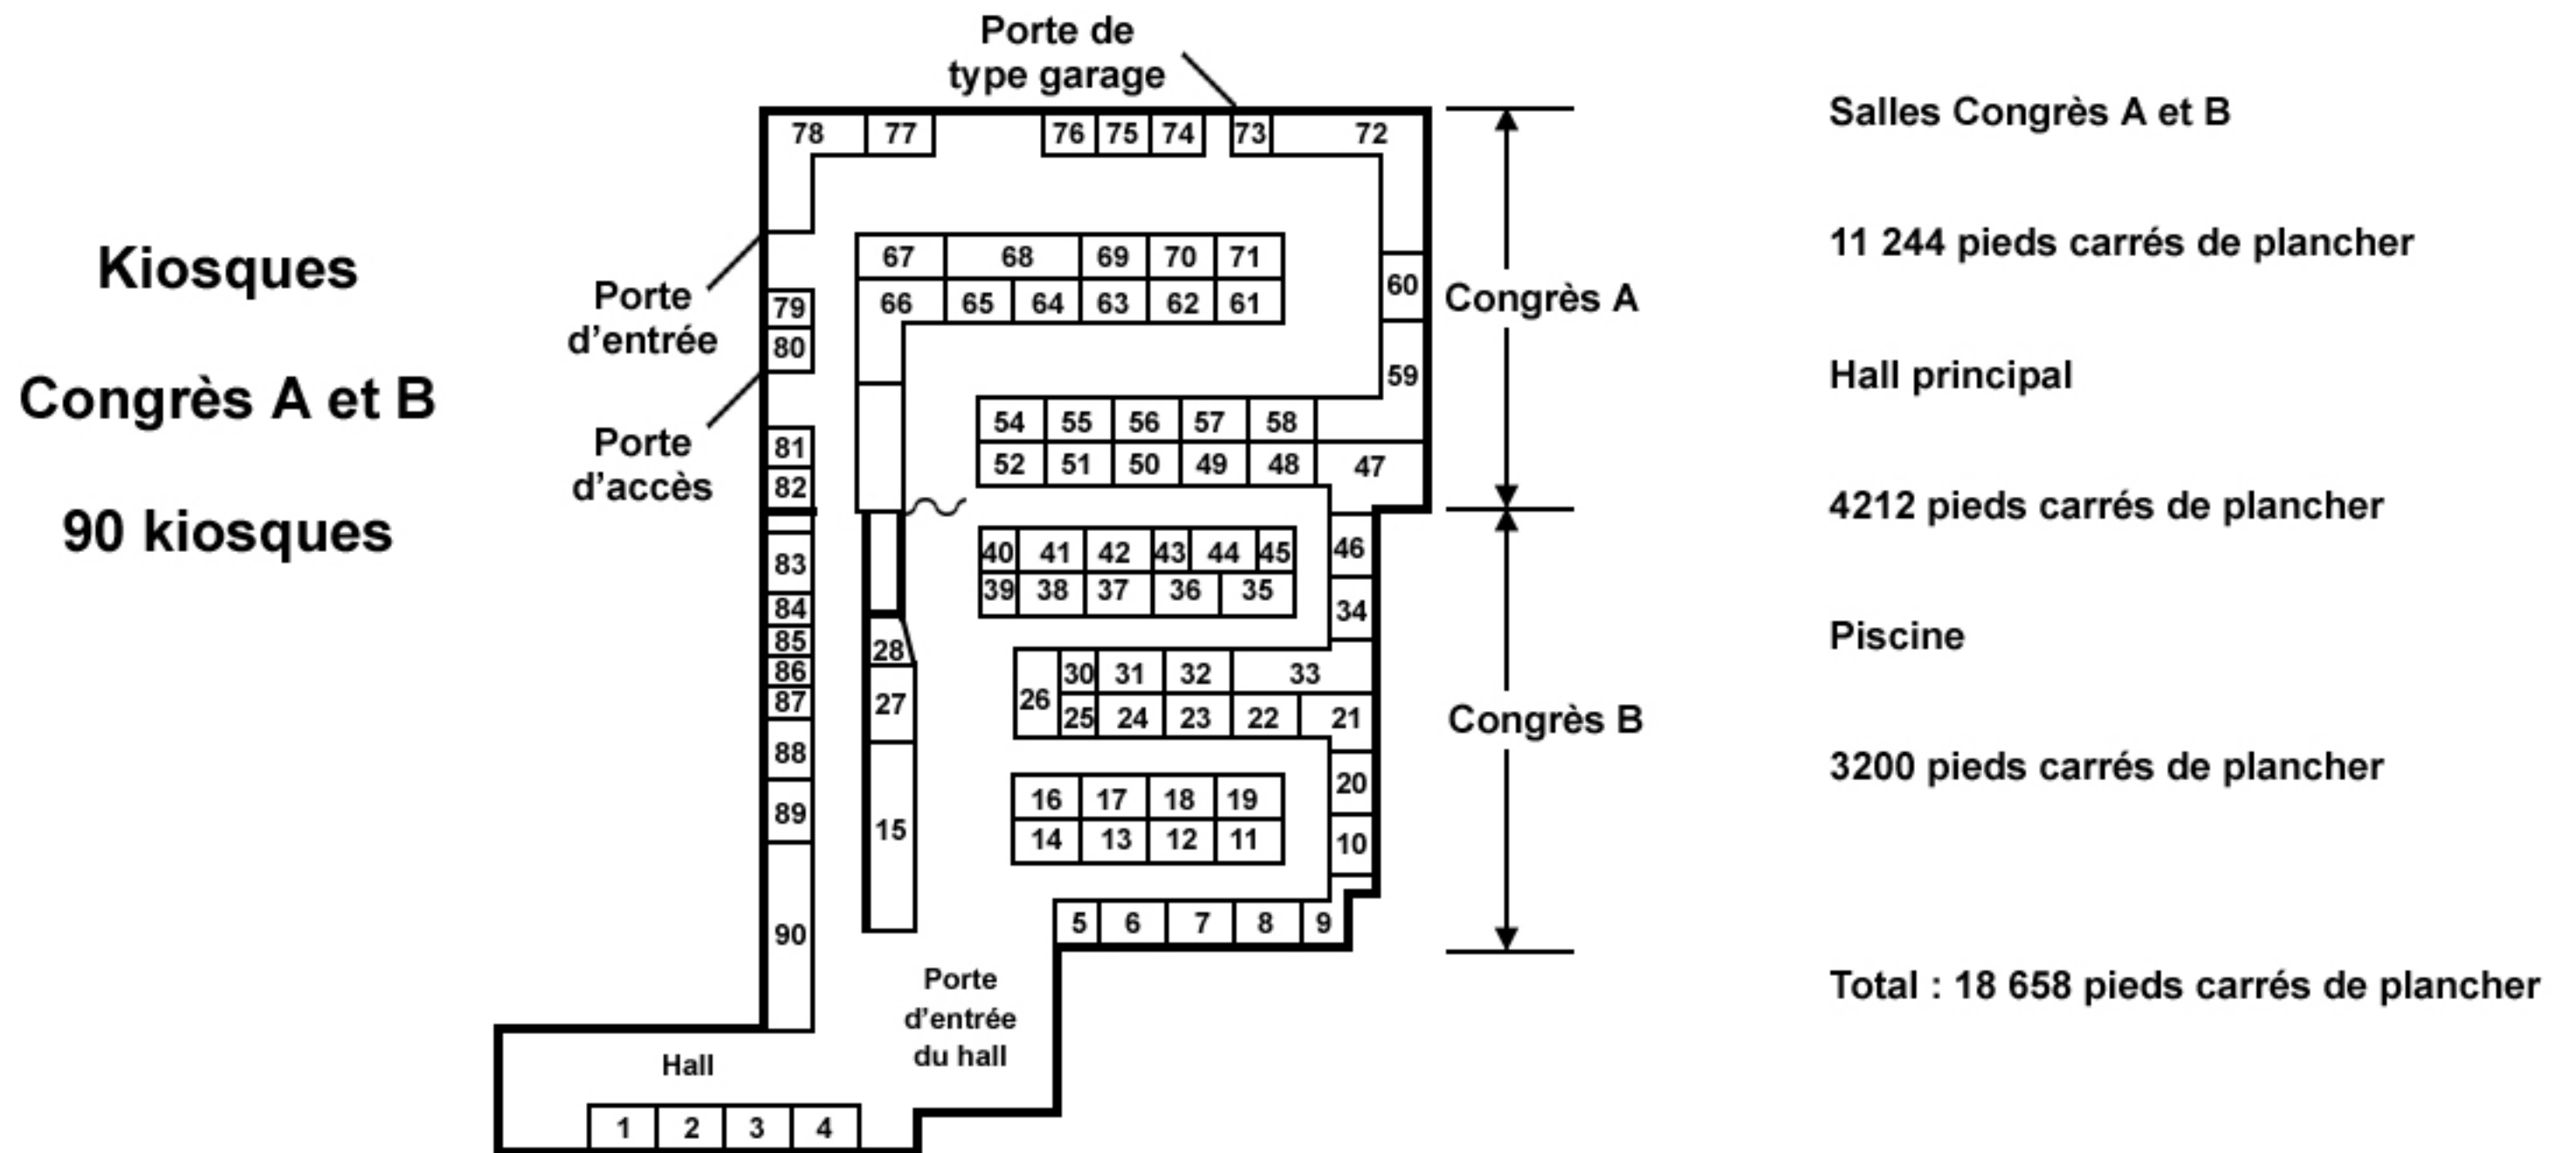 Porte de
type garage
78 77 76 75 74 73 72
Salles Congrès A et B
Kiosques
Congrès A et B
90 kiosques
11 244 pieds carrés de plancher
Hall principal
4212 pieds carrés de plancher
Piscine
3200 pieds carrés de plancher
Total : 18 658 pieds carrés de plancher
Porte
d’entrée
Porte
d’accès
67 68 69 70 71
66 65 64 63 62 61
60
Congrès A
79
80
59
54 55 56 57 58
52 51 50 49 48 47
81
82
40 41 42 43 44 45
39 38 37 36 35
46
34
83
84
85
86
87
88
89
90
28
27
15
26
30 31 32 33
25 24 23 22 21
Congrès B
16 17 18 19
14 13 12 11
20
10
5 6 7 8 9
Porte
d’entrée
du hall
Hall
1 2 3 4